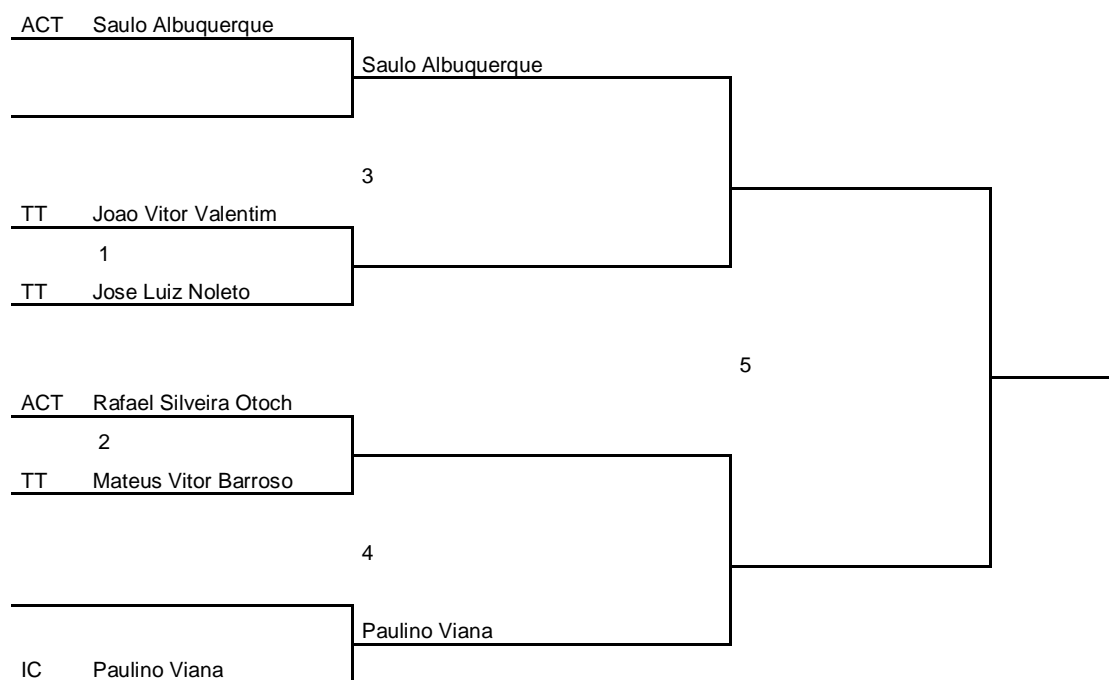 ACT Saulo Albuquerque
Saulo Albuquerque
3
TT Joao Vitor Valentim
1
TT Jose Luiz Noleto
5
ACT Rafael Silveira Otoch
2
TT Mateus Vitor Barroso
4
Paulino Viana
IC Paulino Viana